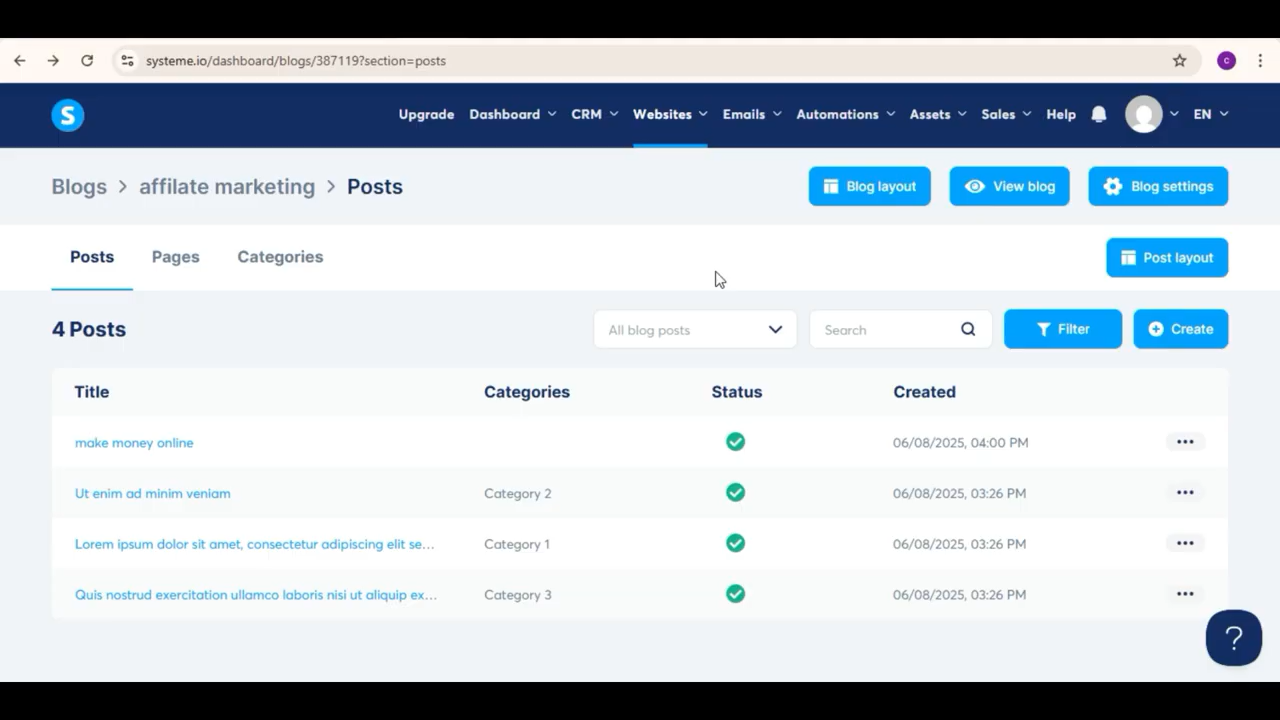 systeme.io/dashboard/blogs/387119?section=posts
C
S Upgrade Dashboard CRM Websites Emails Automations Assets Sales Help EN
Blogs > affilate marketing > Posts Blog layout View blog Blog settings
Posts Pages Categories Post layout
4 Posts All blog posts Search Filter Create
Title Categories Status Created
make money online 06/08/2025, 04:00 PM
Ut enim ad minim veniam Category 2 06/08/2025, 03:26 PM
Lorem ipsum dolor sit amet, consectetur adipiscing elit se... Category 1 06/08/2025, 03:26 PM
Quis nostrud exercitation ullamco laboris nisi ut aliquip ex... Category 3 06/08/2025, 03:26 PM
?